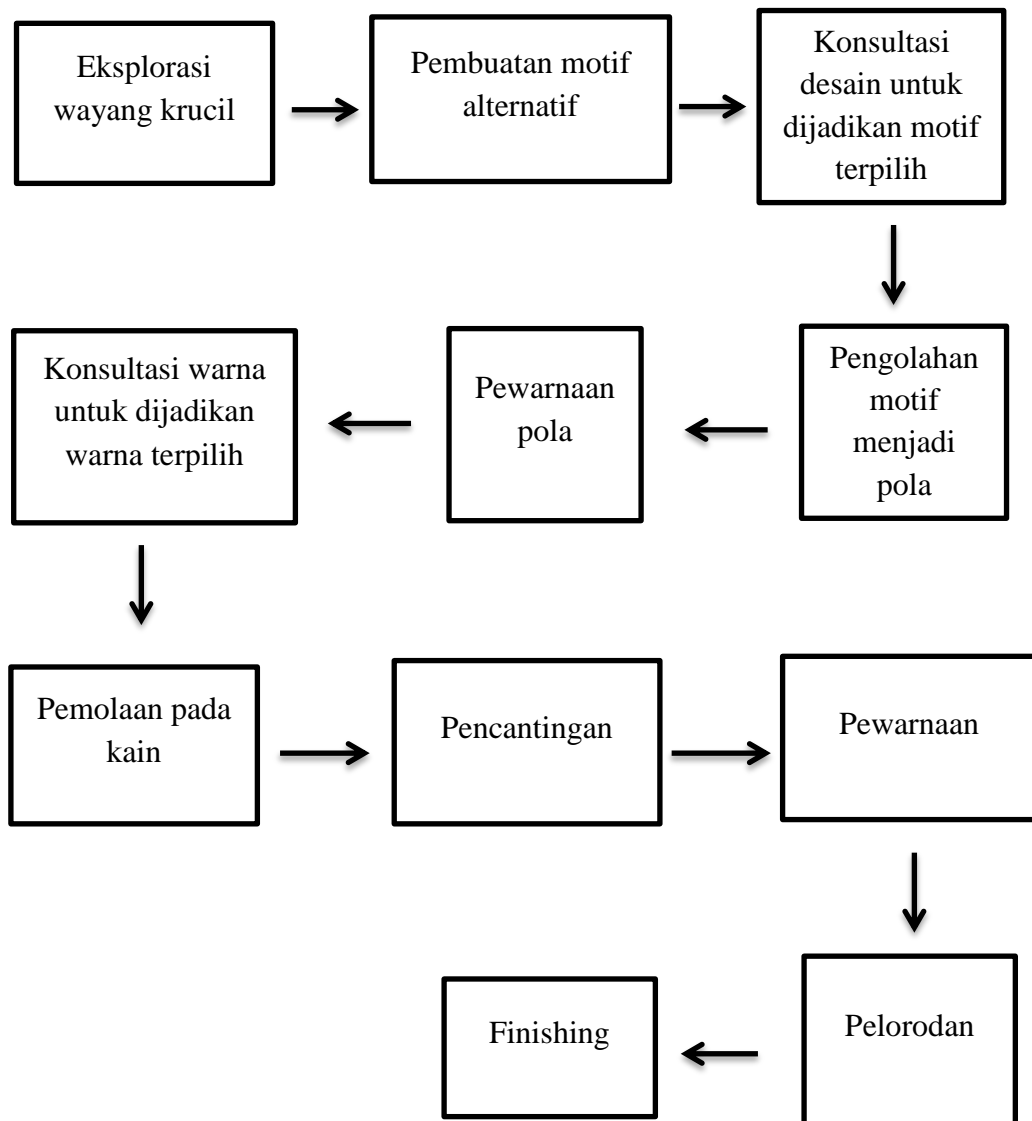 Eksplorasi
wayang krucil
Pembuatan motif
alternatif
Konsultasi
desain untuk
dijadikan motif
terpilih
Pengolahan
motif
menjadi
pola
Pewarnaan
pola
Konsultasi warna
untuk dijadikan
warna terpilih
Pemolaan pada
kain
Pencantingan
Pewarnaan
Pelorodan
Finishing